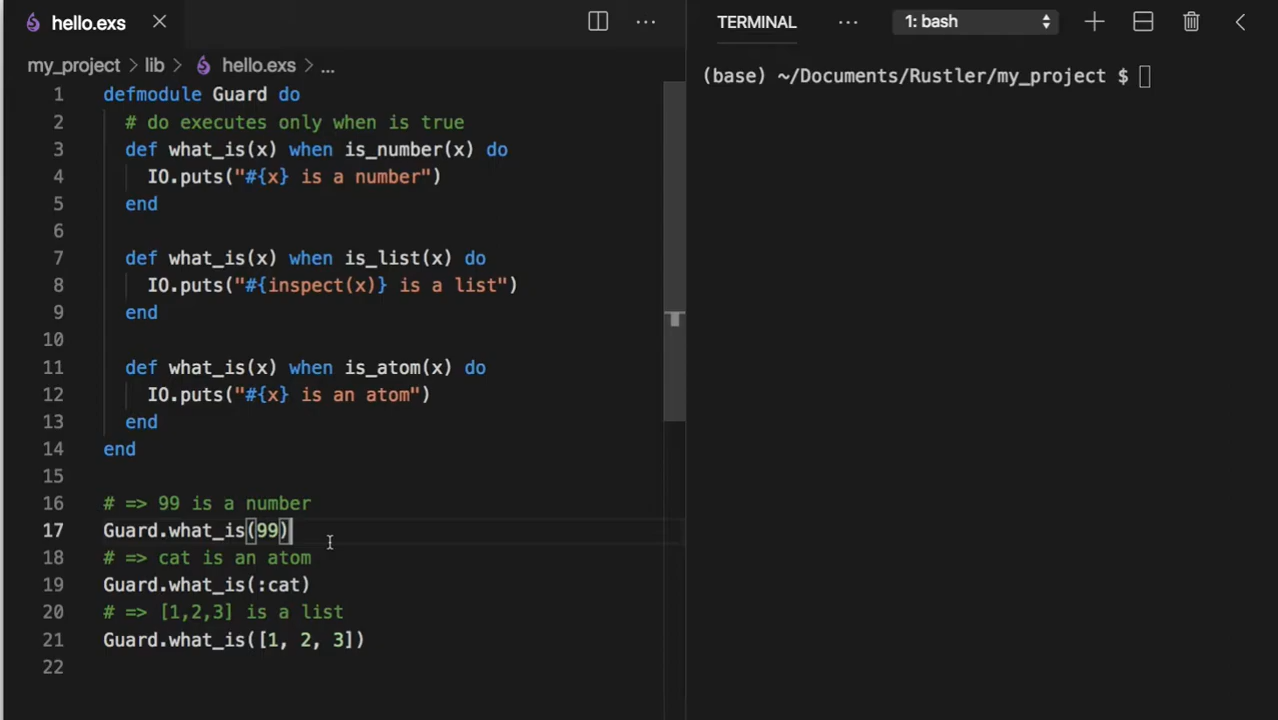 hello.exs
my_project > lib > hello.exs > ...
1 defmodule Guard do
2 # do executes only when is true
3 def what_is(x) when is_number(x) do
4 IO.puts("#{x} is a number")
5 end
6
7 def what_is(x) when is_list(x) do
8 IO.puts("#{inspect(x)} is a list")
9 end
10
11 def what_is(x) when is_atom(x) do
12 IO.puts("#{x} is an atom")
13 end
14 end
15
16 # => 99 is a number
17 Guard.what_is(99)
18 # => cat is an atom
19 Guard.what_is(:cat)
20 # => [1,2,3] is a list
21 Guard.what_is([1, 2, 3])
22
TERMINAL ... 1: bash
(base) ~/Documents/Rustler/my_project $